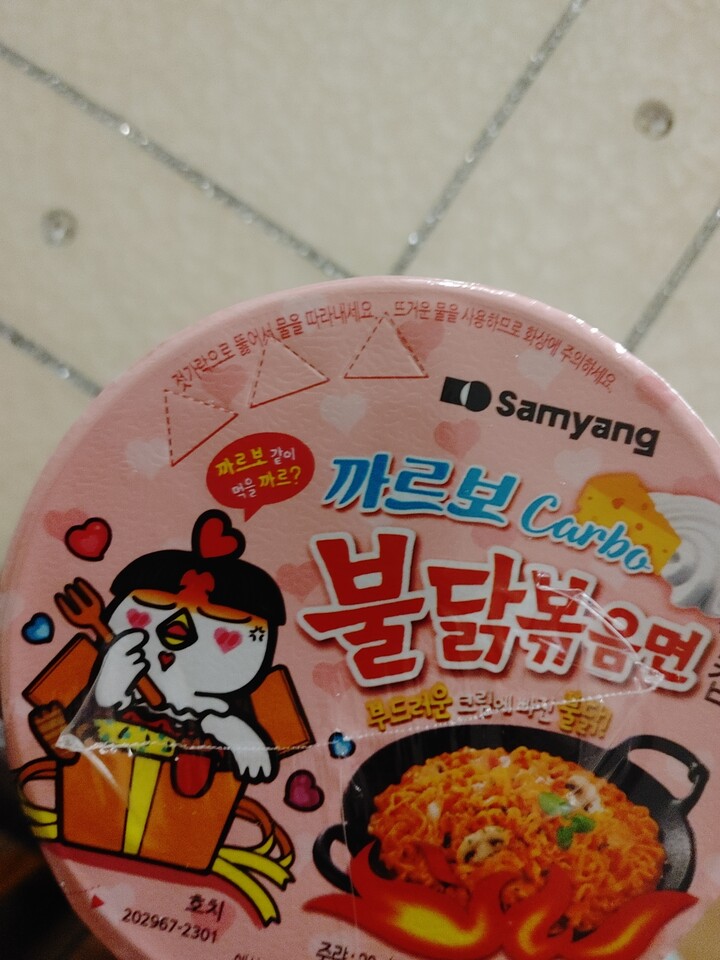 젓가락으로 뚫어서 물을 따라내세요.
뜨거운 물을 사용하므로 화상에 주의하세요.
Samyang
까르보 같이
먹을 까르?
까르보 Carbo
불닭볶음면
부드러운 크림에 빠진 불닭!
호치
202967-2301